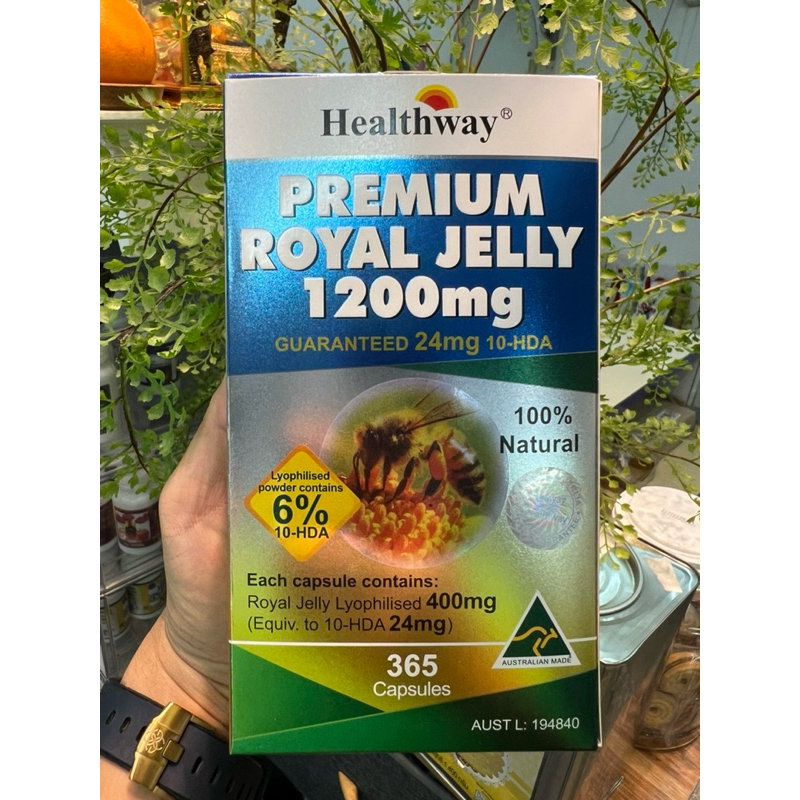 Healthway®
PREMIUM
ROYAL JELLY
1200mg
GUARANTEED 24mg 10-HDA
100%
Natural
Lyophilised
powder contains
6%
10-HDA
Each capsule contains:
Royal Jelly Lyophilised 400mg
(Equiv. to 10-HDA 24mg)
AUSTRALIAN MADE
365
Capsules
AUST L: 194840